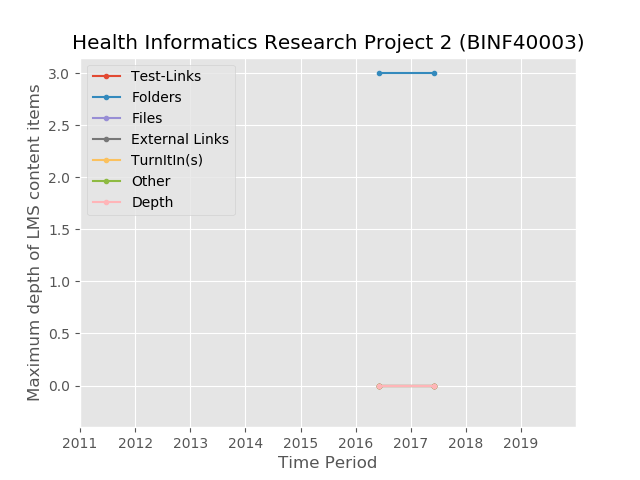 Health Informatics Research Project 2 (BINF40003)
Test-Links
Folders
Files
External Links
TurnItIn(s)
Other
Depth
3.0
2.5
2.0
1.5
1.0
0.5
0.0
Maximum depth of LMS content items
2011 2012 2013 2014 2015 2016 2017 2018 2019
Time Period